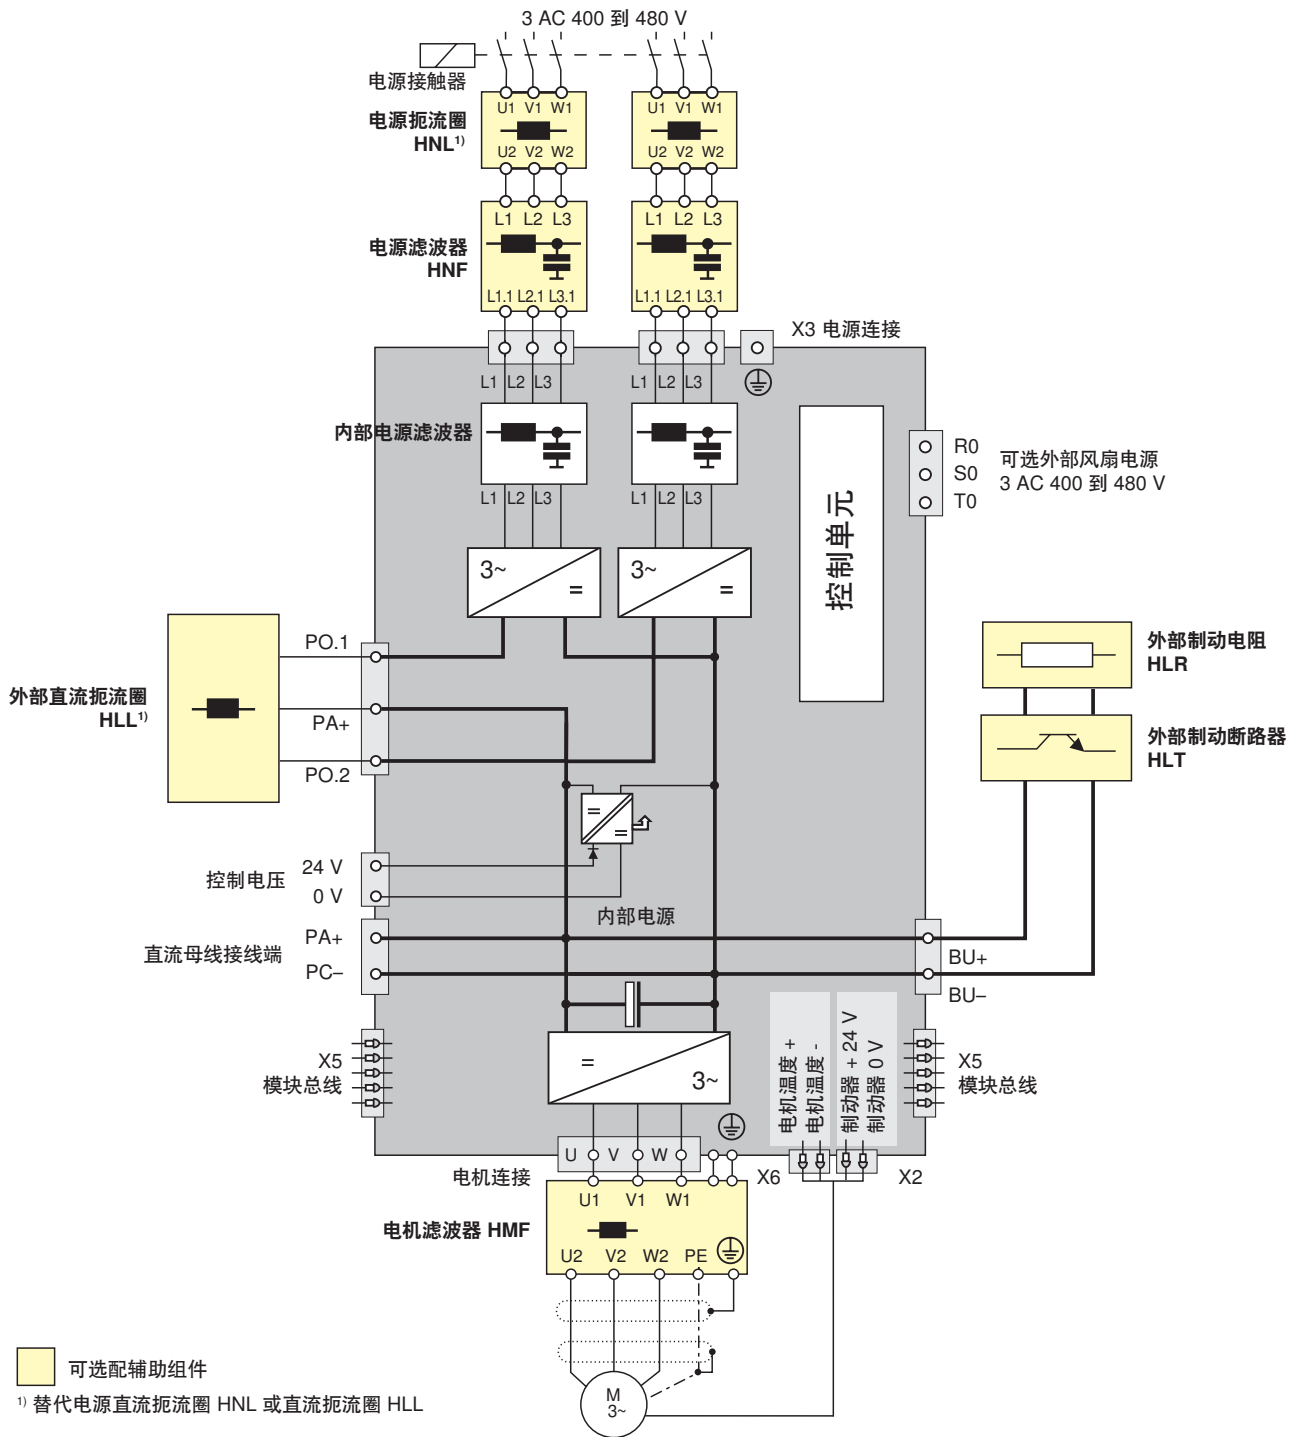 3 AC 400 到 480 V
电源接触器
U1 V1 W1
U1 V1 W1
电源扼流圈
HNL¹⁾
U2 V2 W2
U2 V2 W2
L1 L2 L3
L1 L2 L3
电源滤波器
HNF
L1.1 L2.1 L3.1
L1.1 L2.1 L3.1
X3 电源连接
L1 L2 L3
L1 L2 L3
内部电源滤波器
L1 L2 L3
L1 L2 L3
控制单元
R0
S0
T0
可选外部风扇电源
3 AC 400 到 480 V
3~
=
3~
=
PO.1
外部直流扼流圈
HLL¹⁾
PA+
PO.2
外部制动电阻
HLR
外部制动断路器
HLT
=
=
控制电压
24 V
0 V
内部电源
直流母线接线端
PA+
PC–
BU+
BU–
=
3~
X5
模块总线
电机温度 +
电机温度 -
制动器 + 24 V
制动器 0 V
X5
模块总线
U V W
电机连接
X6
X2
U1 V1 W1
电机滤波器 HMF
U2 V2 W2 PE
M
3~
可选配辅助组件
¹⁾ 替代电源直流扼流圈 HNL 或直流扼流圈 HLL